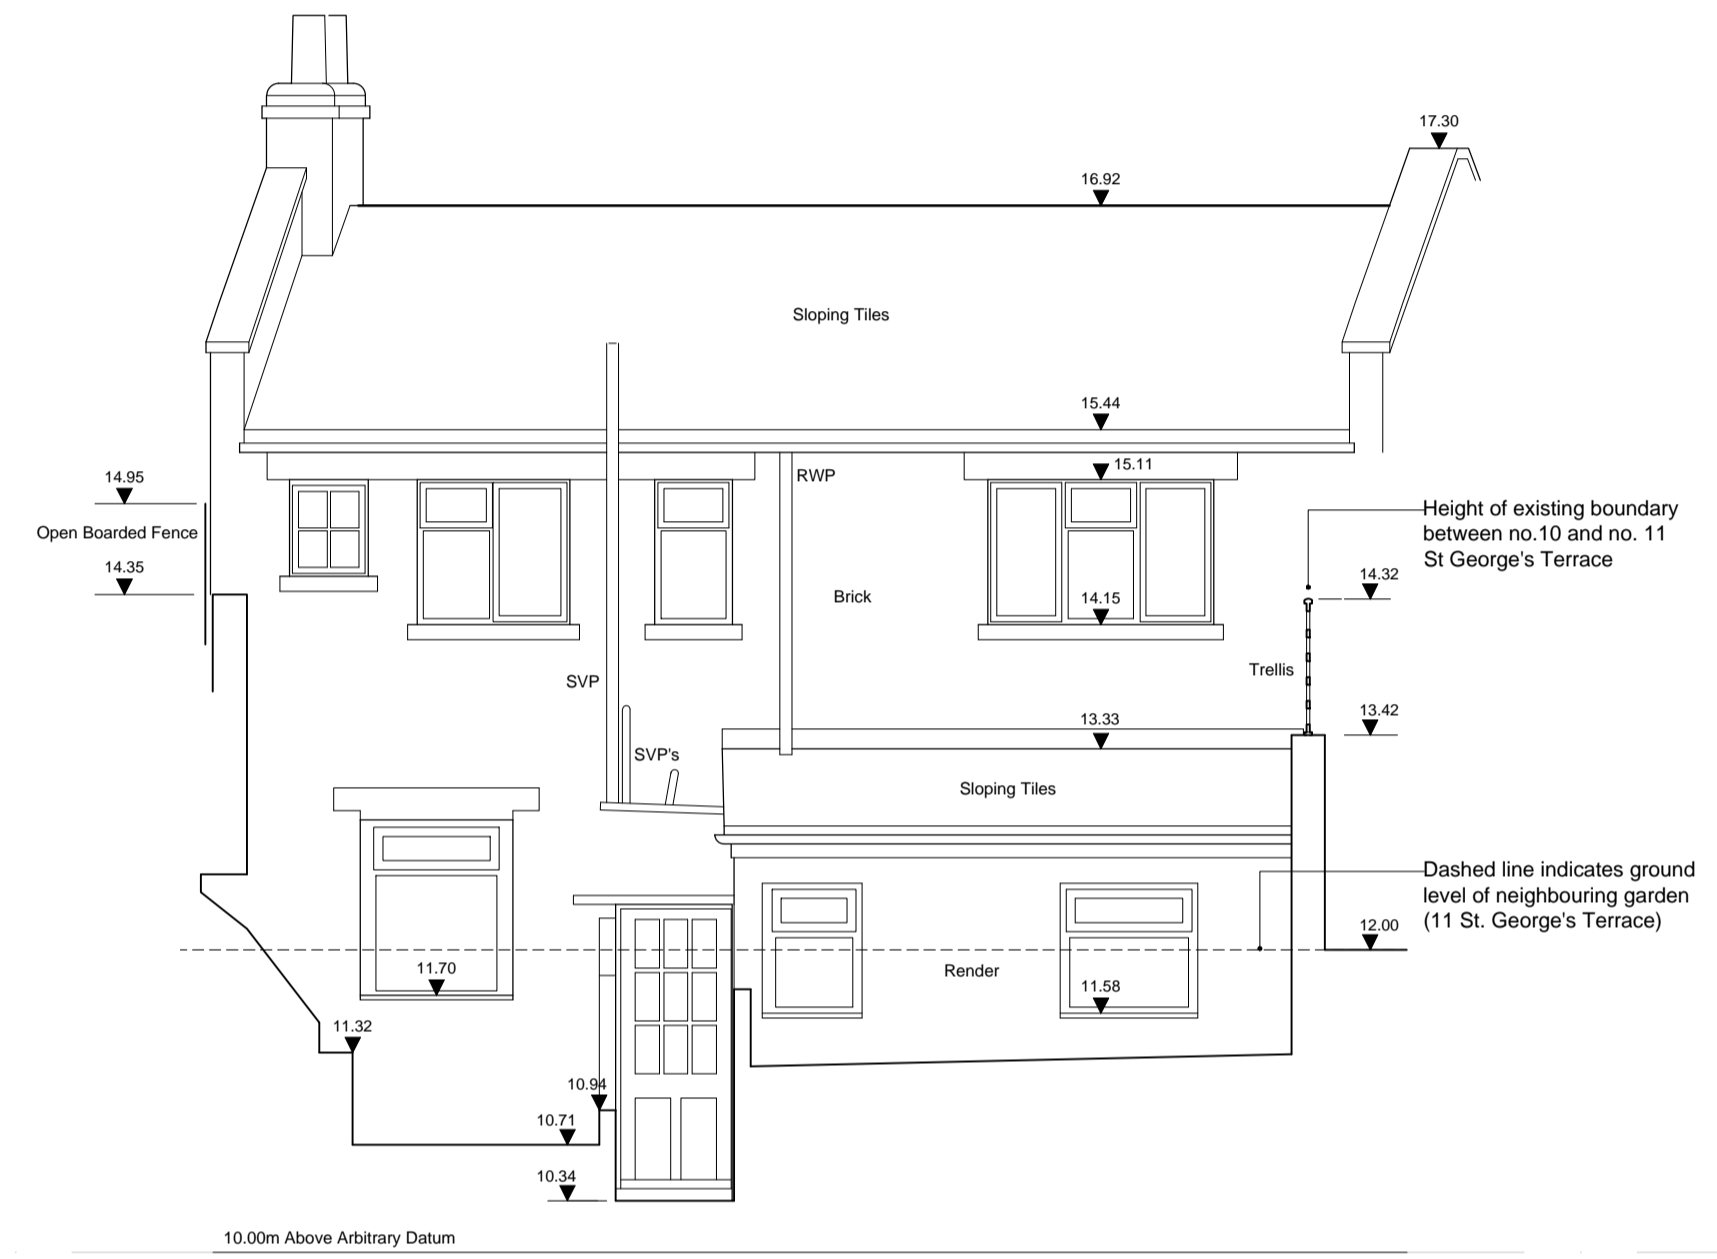 17.30
16.92
Sloping Tiles
15.44
15.11
14.95
RWP
Open Boarded Fence
Height of existing boundary
between no.10 and no. 11
St George's Terrace
14.35
14.32
Brick
14.15
Trellis
SVP
13.42
13.33
SVP's
Sloping Tiles
Dashed line indicates ground
level of neighbouring garden
(11 St. George's Terrace)
12.00
11.70
Render
11.58
11.32
10.94
10.71
10.34
10.00m Above Arbitrary Datum